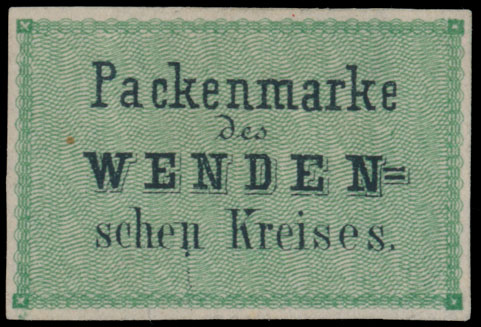 Packenmarke
des
WENDEN=
schen Kreises.